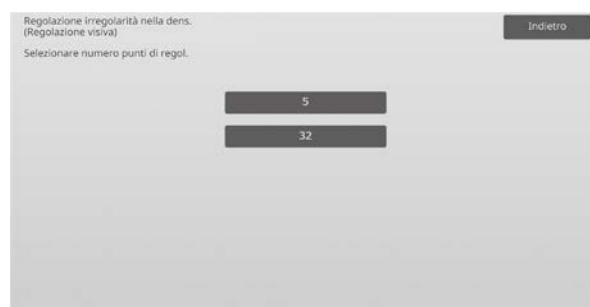 Regolazione irregolarità nella dens.
(Regolazione visiva)
Indietro
Selezionare numero punti di regol.
5
32